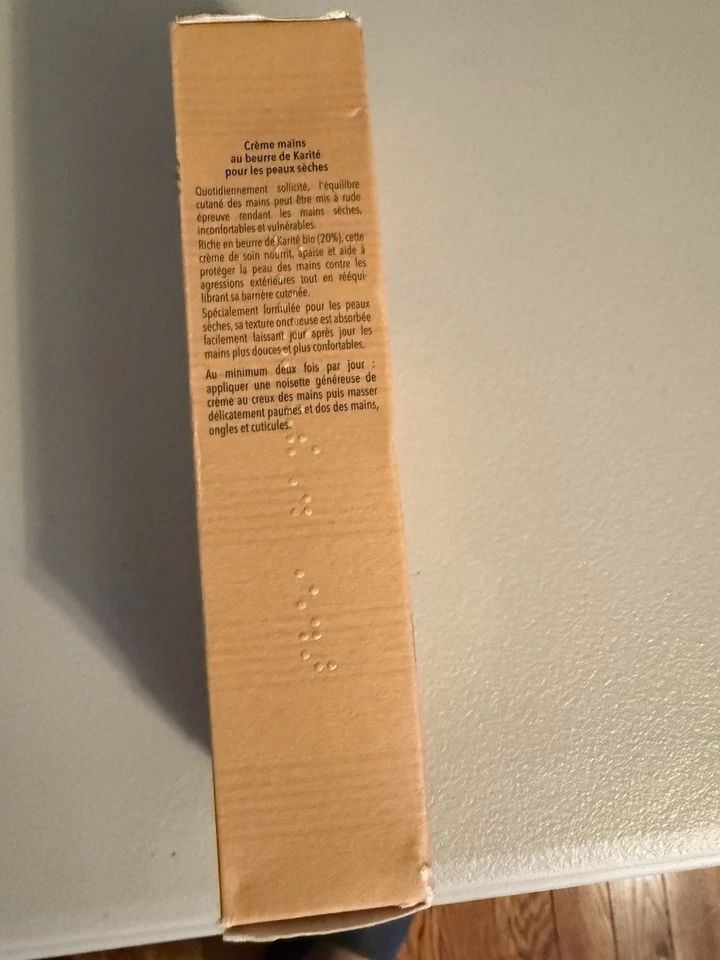 Crème mains
au beurre de Karité
pour les peaux sèches
Quotidiennement sollicité, l'équilibre
cutané des mains peut être mis à rude
épreuve rendant les mains sèches,
inconfortables et vulnérables.
Riche en beurre de Karité bio (20%), cette
crème de soin nourrit, apaise et aide à
protéger la peau des mains contre les
agressions extérieures tout en rééqui-
librant sa barrière cutanée.
Spécialement formulée pour les peaux
sèches, sa texture onctueuse est absorbée
facilement laissant jour après jour les
mains plus douces et plus confortables.
Au minimum deux fois par jour :
appliquer une noisette généreuse de
crème au creux des mains puis masser
délicatement paumes et dos des mains,
ongles et cuticules.